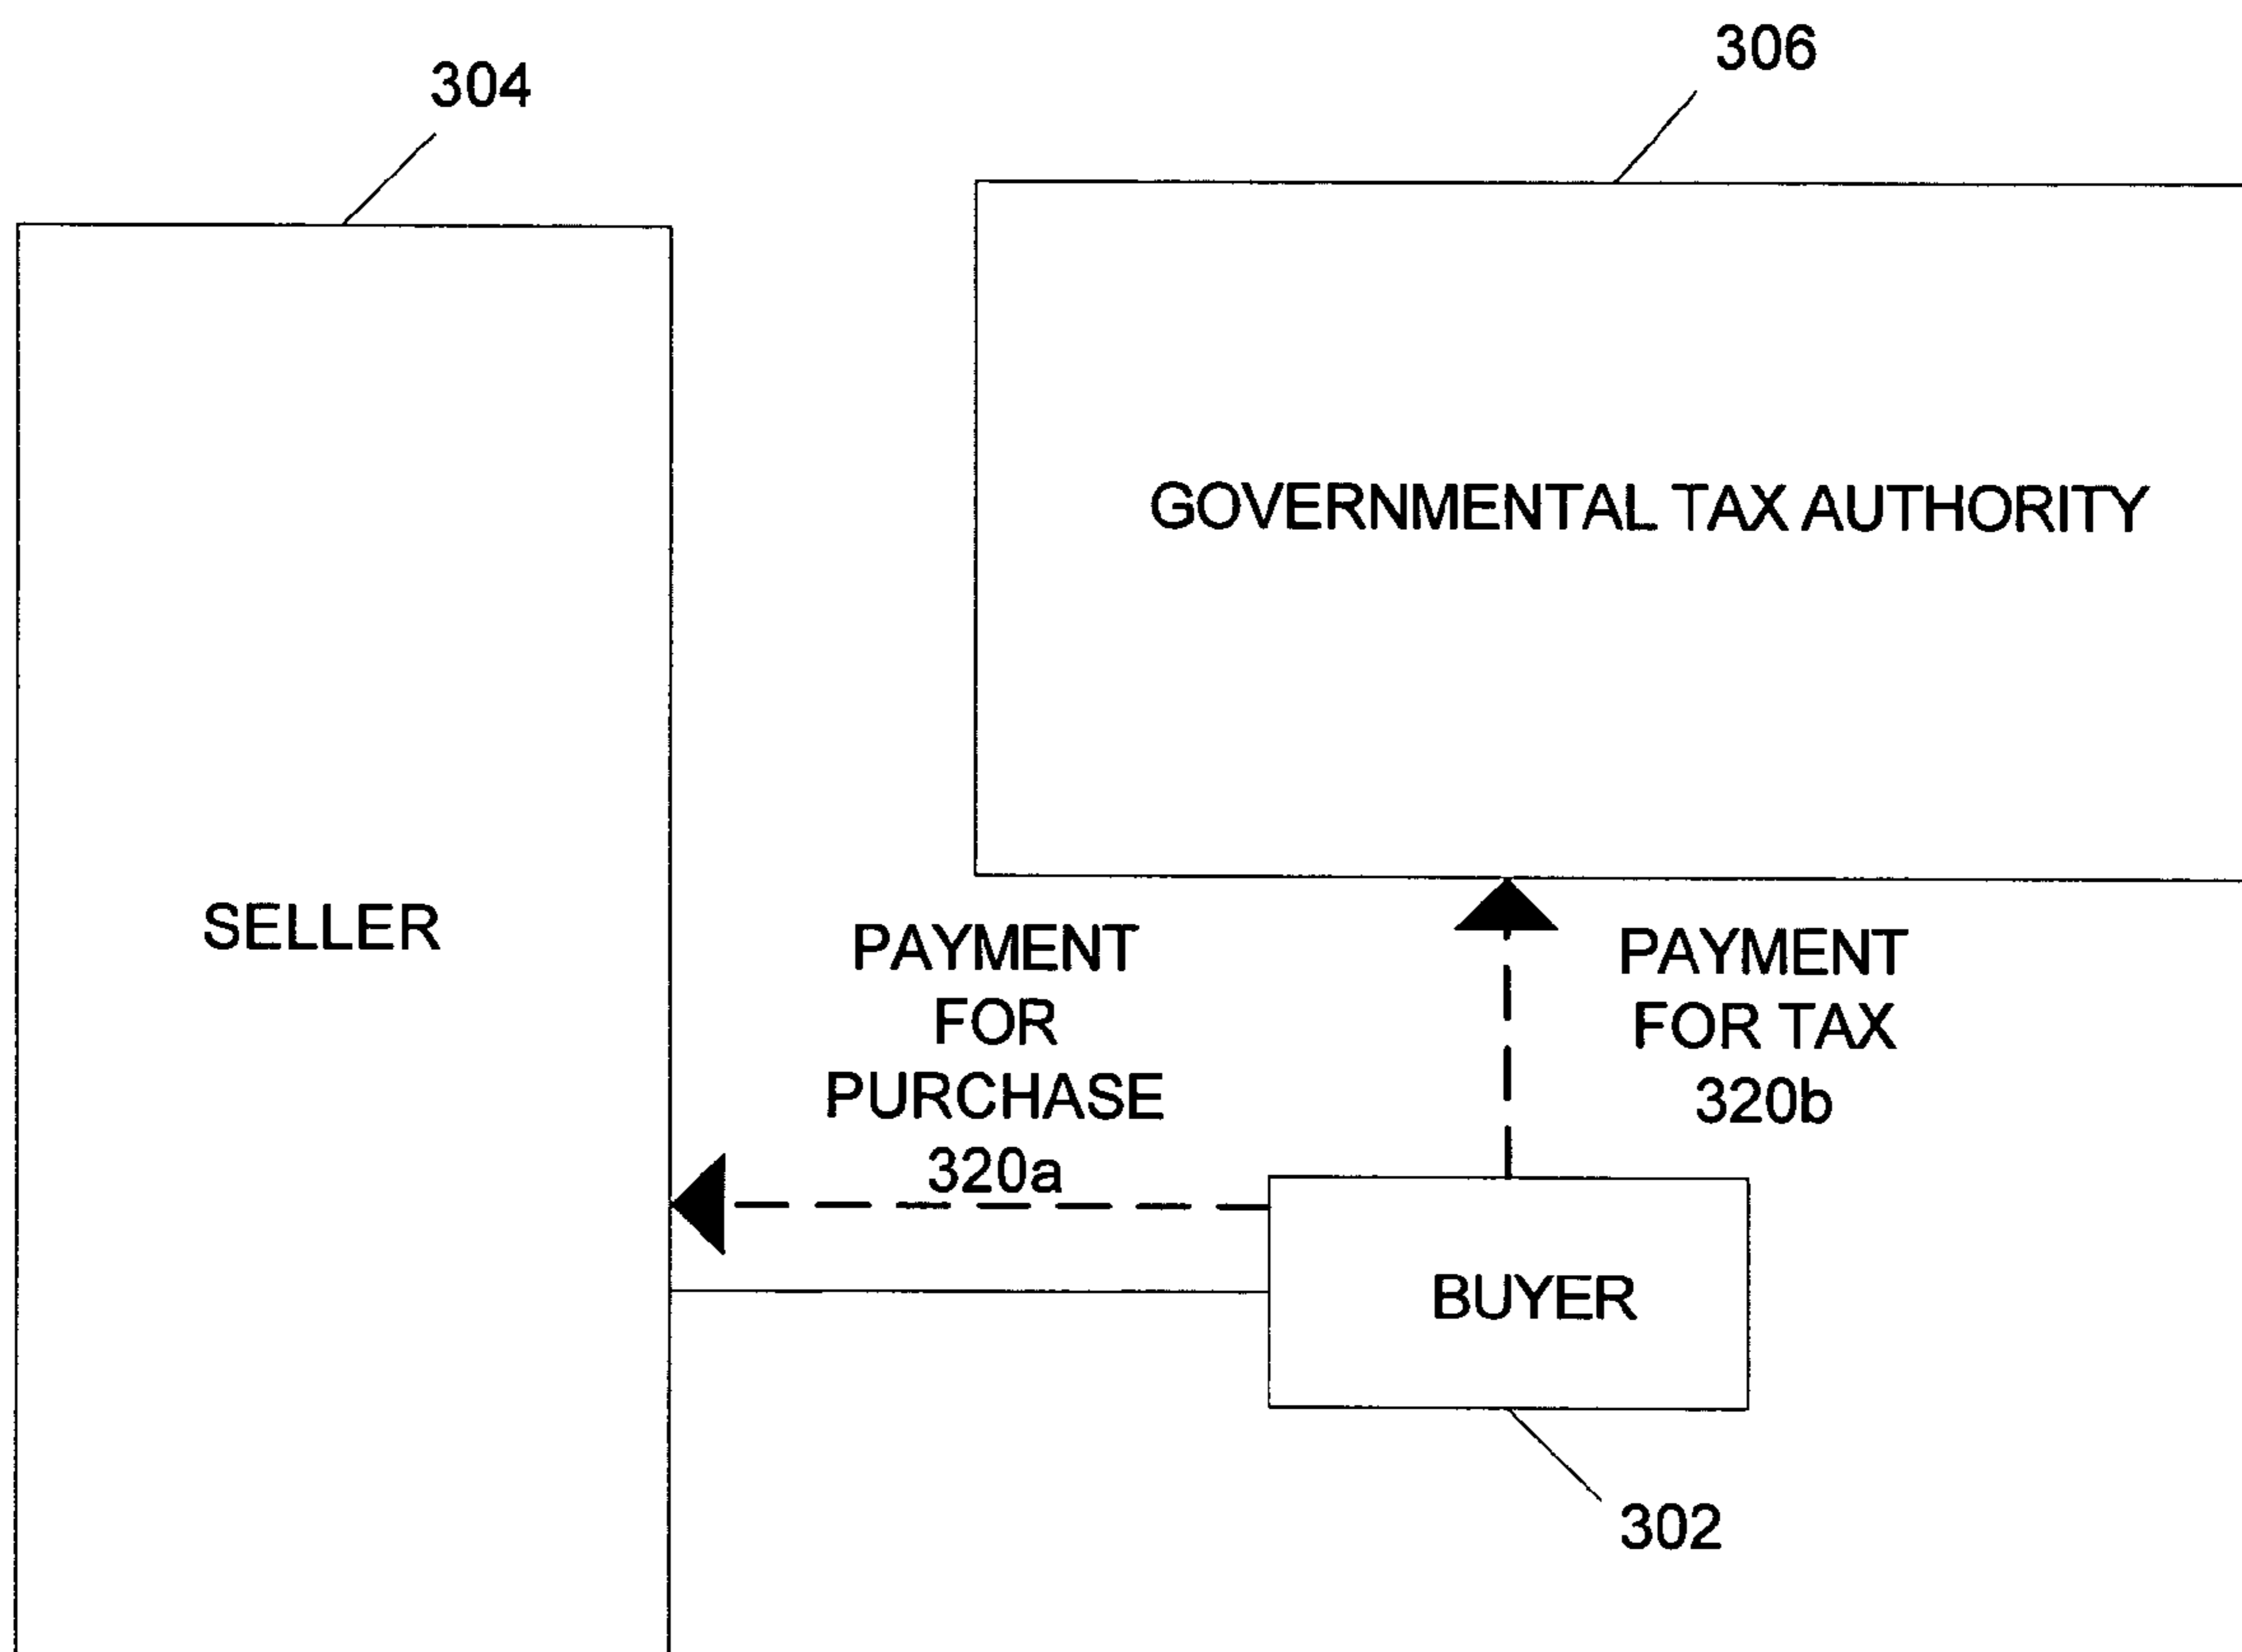 304
306
GOVERNMENTAL TAX AUTHORITY
SELLER
PAYMENT
FOR
PURCHASE
320a
PAYMENT
FOR TAX
320b
BUYER
302